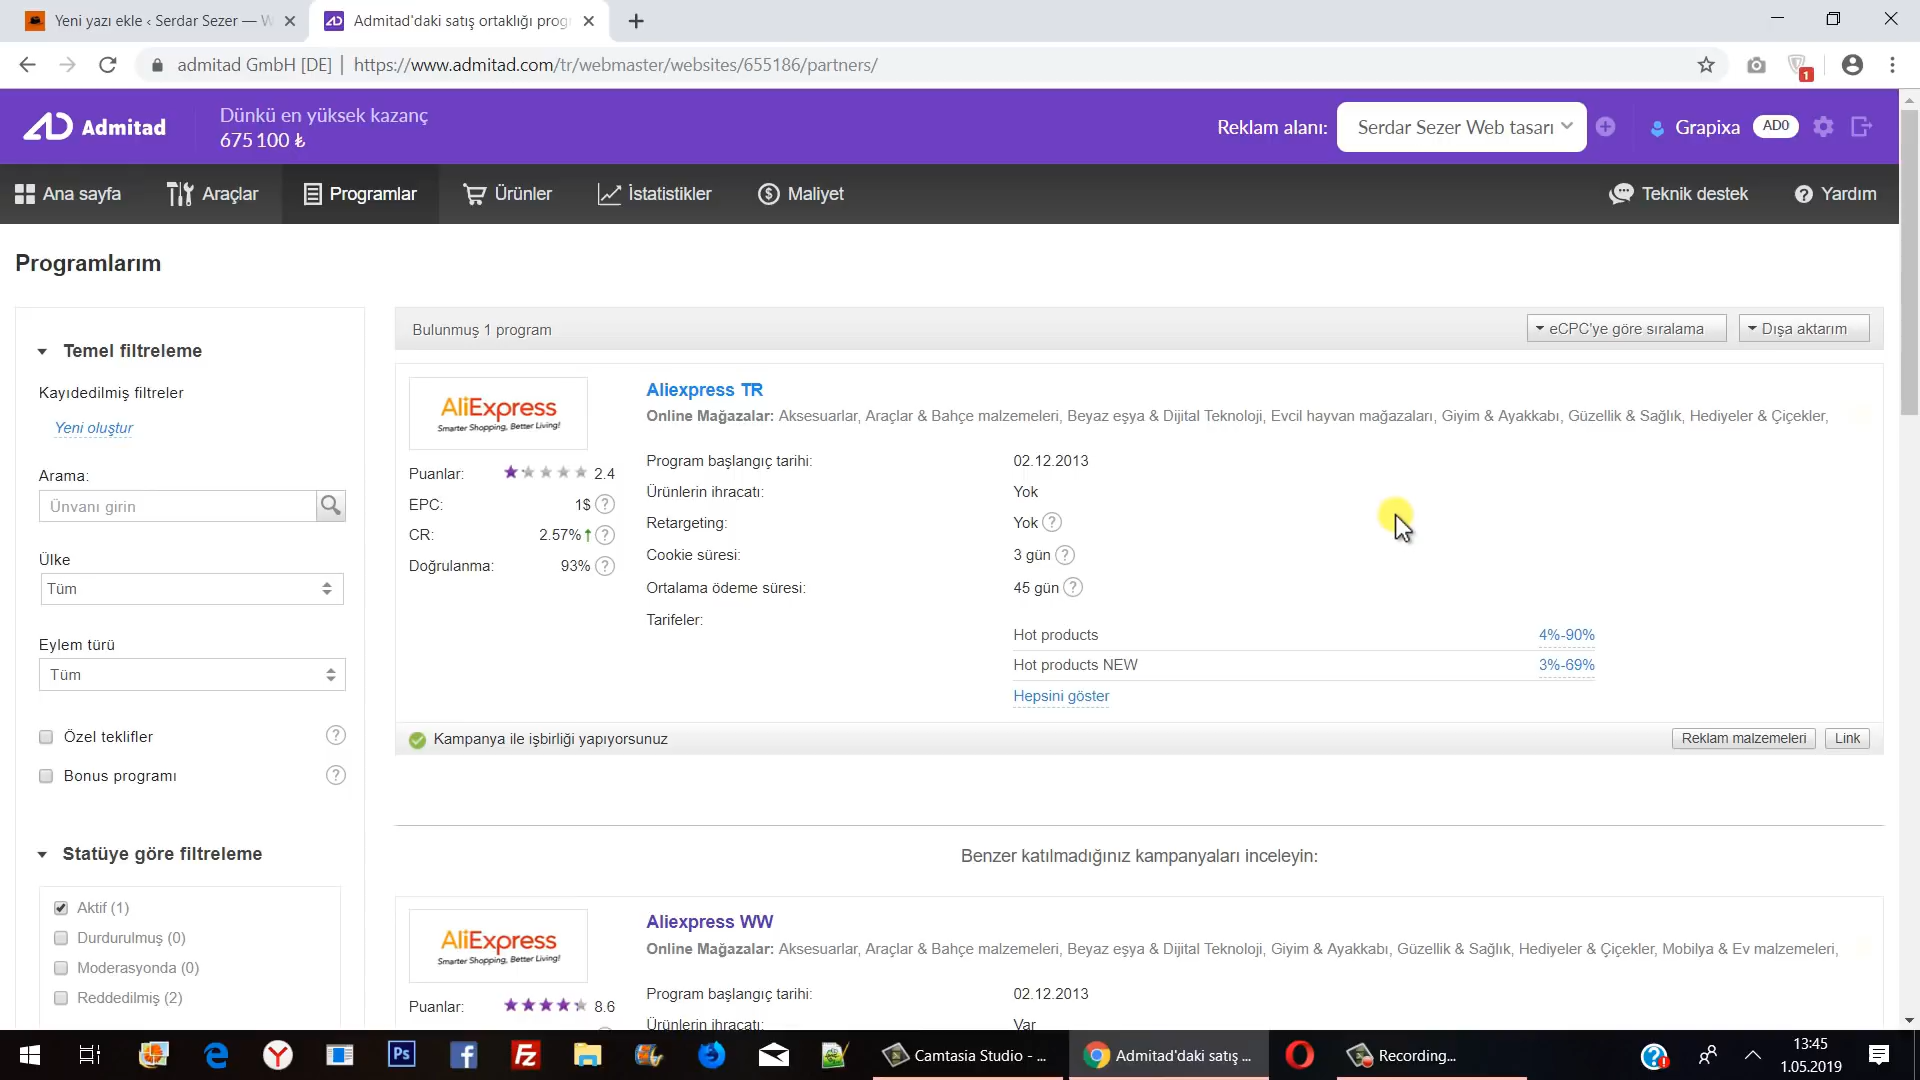 Yeni yazı ekle ‹ Serdar Sezer — W
Admitad'daki satış ortaklığı prog
admitad GmbH [DE] | https://www.admitad.com/tr/webmaster/websites/655186/partners/
1
Admitad
Dünkü en yüksek kazanç
675 100 ₺
Reklam alanı:
Serdar Sezer Web tasarı
Grapixa
AD0
Ana sayfa
Araçlar
Programlar
Ürünler
İstatistikler
Maliyet
Teknik destek
Yardım
Programlarım
Temel filtreleme
Kayıdedilmiş filtreler
Yeni oluştur
Arama:
Ünvanı girin
Ülke
Tüm
Eylem türü
Tüm
Özel teklifler ?
Bonus programı ?
Statüye göre filtreleme
Aktif (1)
Durdurulmuş (0)
Moderasyonda (0)
Reddedilmiş (2)
Bulunmuş 1 program
eCPC'ye göre sıralama
Dışa aktarım
AliExpress
Smarter Shopping, Better Living!
Puanlar: 2.4
EPC: 1$ ?
CR: 2.57% ↑ ?
Doğrulanma: 93% ?
Aliexpress TR
Online Mağazalar: Aksesuarlar, Araçlar & Bahçe malzemeleri, Beyaz eşya & Dijital Teknoloji, Evcil hayvan mağazaları, Giyim & Ayakkabı, Güzellik & Sağlık, Hediyeler & Çiçekler,
Program başlangıç tarihi: 02.12.2013
Ürünlerin ihracatı: Yok
Retargeting: Yok ?
Cookie süresi: 3 gün ?
Ortalama ödeme süresi: 45 gün ?
Tarifeler:
Hot products 4%-90%
Hot products NEW 3%-69%
Hepsini göster
Kampanya ile işbirliği yapıyorsunuz
Reklam malzemeleri
Link
Benzer katılmadığınız kampanyaları inceleyin:
AliExpress
Smarter Shopping, Better Living!
Puanlar: 8.6
Aliexpress WW
Online Mağazalar: Aksesuarlar, Araçlar & Bahçe malzemeleri, Beyaz eşya & Dijital Teknoloji, Giyim & Ayakkabı, Güzellik & Sağlık, Hediyeler & Çiçekler, Mobilya & Ev malzemeleri,
Program başlangıç tarihi: 02.12.2013
Ürünlerin ihracatı: Var
Ps
Fz
Camtasia Studio - ...
Admitad'daki satış ...
Recording...
13:45
1.05.2019